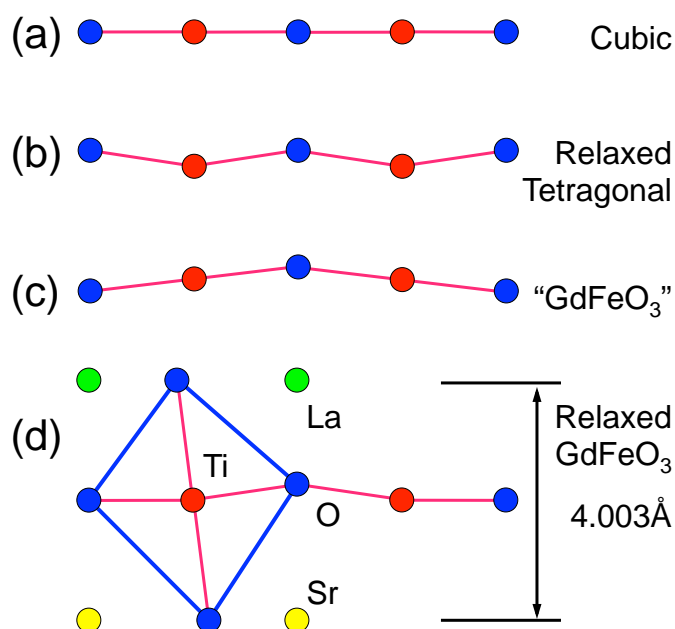 (a)
Cubic
(b)
Relaxed
Tetragonal
(c)
“GdFeO₃”
(d)
La
Ti
O
Sr
Relaxed
GdFeO₃
4.003Å